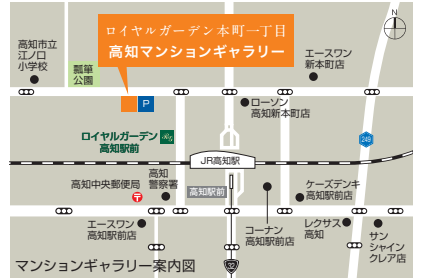 ロイヤルガーデン本町一丁目
高知マンションギャラリー
N
高知市立
江ノ口
小学校
瓢箪
公園
エースワン
新本町店
P
ローソン
高知新本町店
ロイヤルガーデン
高知駅前
249
JR高知駅
高知
警察署
高知中央郵便局
高知駅前
ケーズデンキ
高知駅前店
エースワン
高知駅前店
コーナン
高知駅前店
レクサス
高知
サン
シャイン
クレア店
マンションギャラリー案内図
32